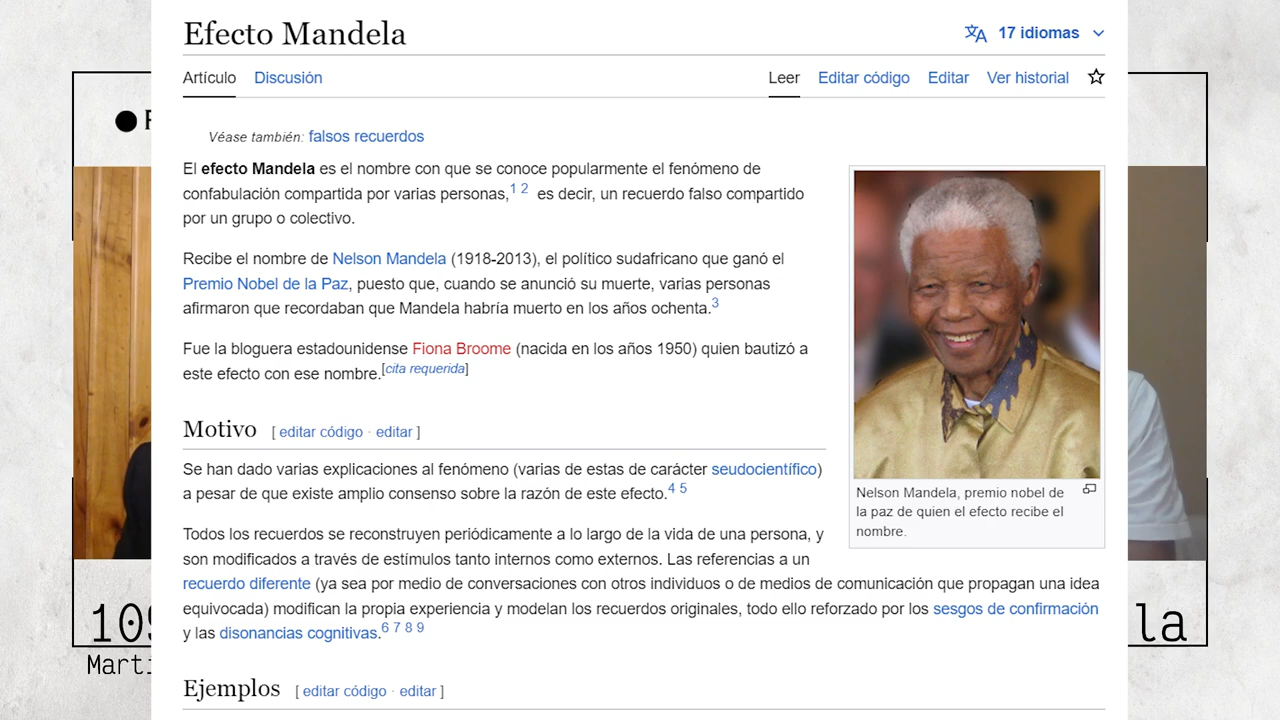 Efecto Mandela
17 idiomas
Artículo Discusión Leer Editar código Editar Ver historial
Véase también: falsos recuerdos
El efecto Mandela es el nombre con que se conoce popularmente el fenómeno de
confabulación compartida por varias personas,1 2 es decir, un recuerdo falso compartido
por un grupo o colectivo.
Recibe el nombre de Nelson Mandela (1918-2013), el político sudafricano que ganó el
Premio Nobel de la Paz, puesto que, cuando se anunció su muerte, varias personas
afirmaron que recordaban que Mandela habría muerto en los años ochenta.3
Fue la bloguera estadounidense Fiona Broome (nacida en los años 1950) quien bautizó a
este efecto con ese nombre.[cita requerida]
Nelson Mandela, premio nobel de
la paz de quien el efecto recibe el
nombre.
Motivo [ editar código · editar ]
Se han dado varias explicaciones al fenómeno (varias de estas de carácter seudocientífico)
a pesar de que existe amplio consenso sobre la razón de este efecto.4 5
Todos los recuerdos se reconstruyen periódicamente a lo largo de la vida de una persona, y
son modificados a través de estímulos tanto internos como externos. Las referencias a un
recuerdo diferente (ya sea por medio de conversaciones con otros individuos o de medios de comunicación que propagan una idea
equivocada) modifican la propia experiencia y modelan los recuerdos originales, todo ello reforzado por los sesgos de confirmación
y las disonancias cognitivas.6 7 8 9
Ejemplos [ editar código · editar ]
la